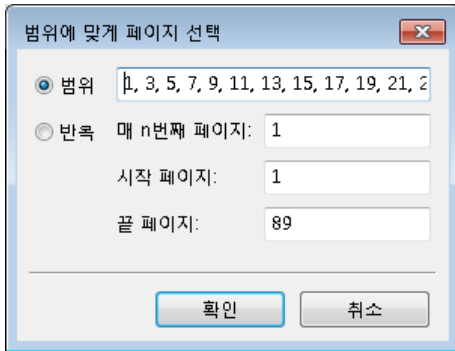 범위에 맞게 페이지 선택
범위 1, 3, 5, 7, 9, 11, 13, 15, 17, 19, 21, 2
반록 매 n번째 페이지: 1
시작 페이지: 1
끝 페이지: 89
확인 취소